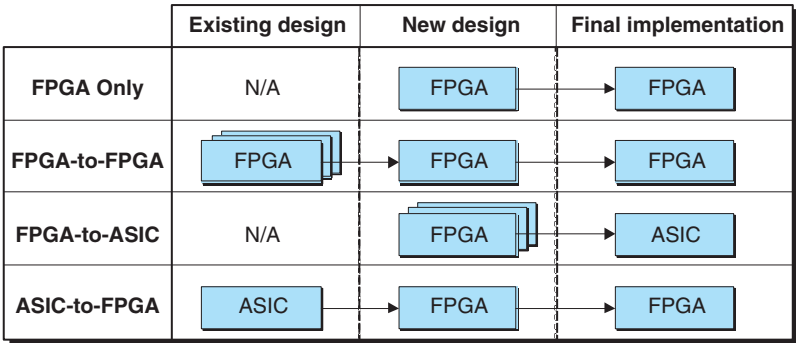 Existing design New design Final implementation
FPGA Only N/A FPGA FPGA
FPGA-to-FPGA FPGA FPGA FPGA
FPGA-to-ASIC N/A FPGA ASIC
ASIC-to-FPGA ASIC FPGA FPGA